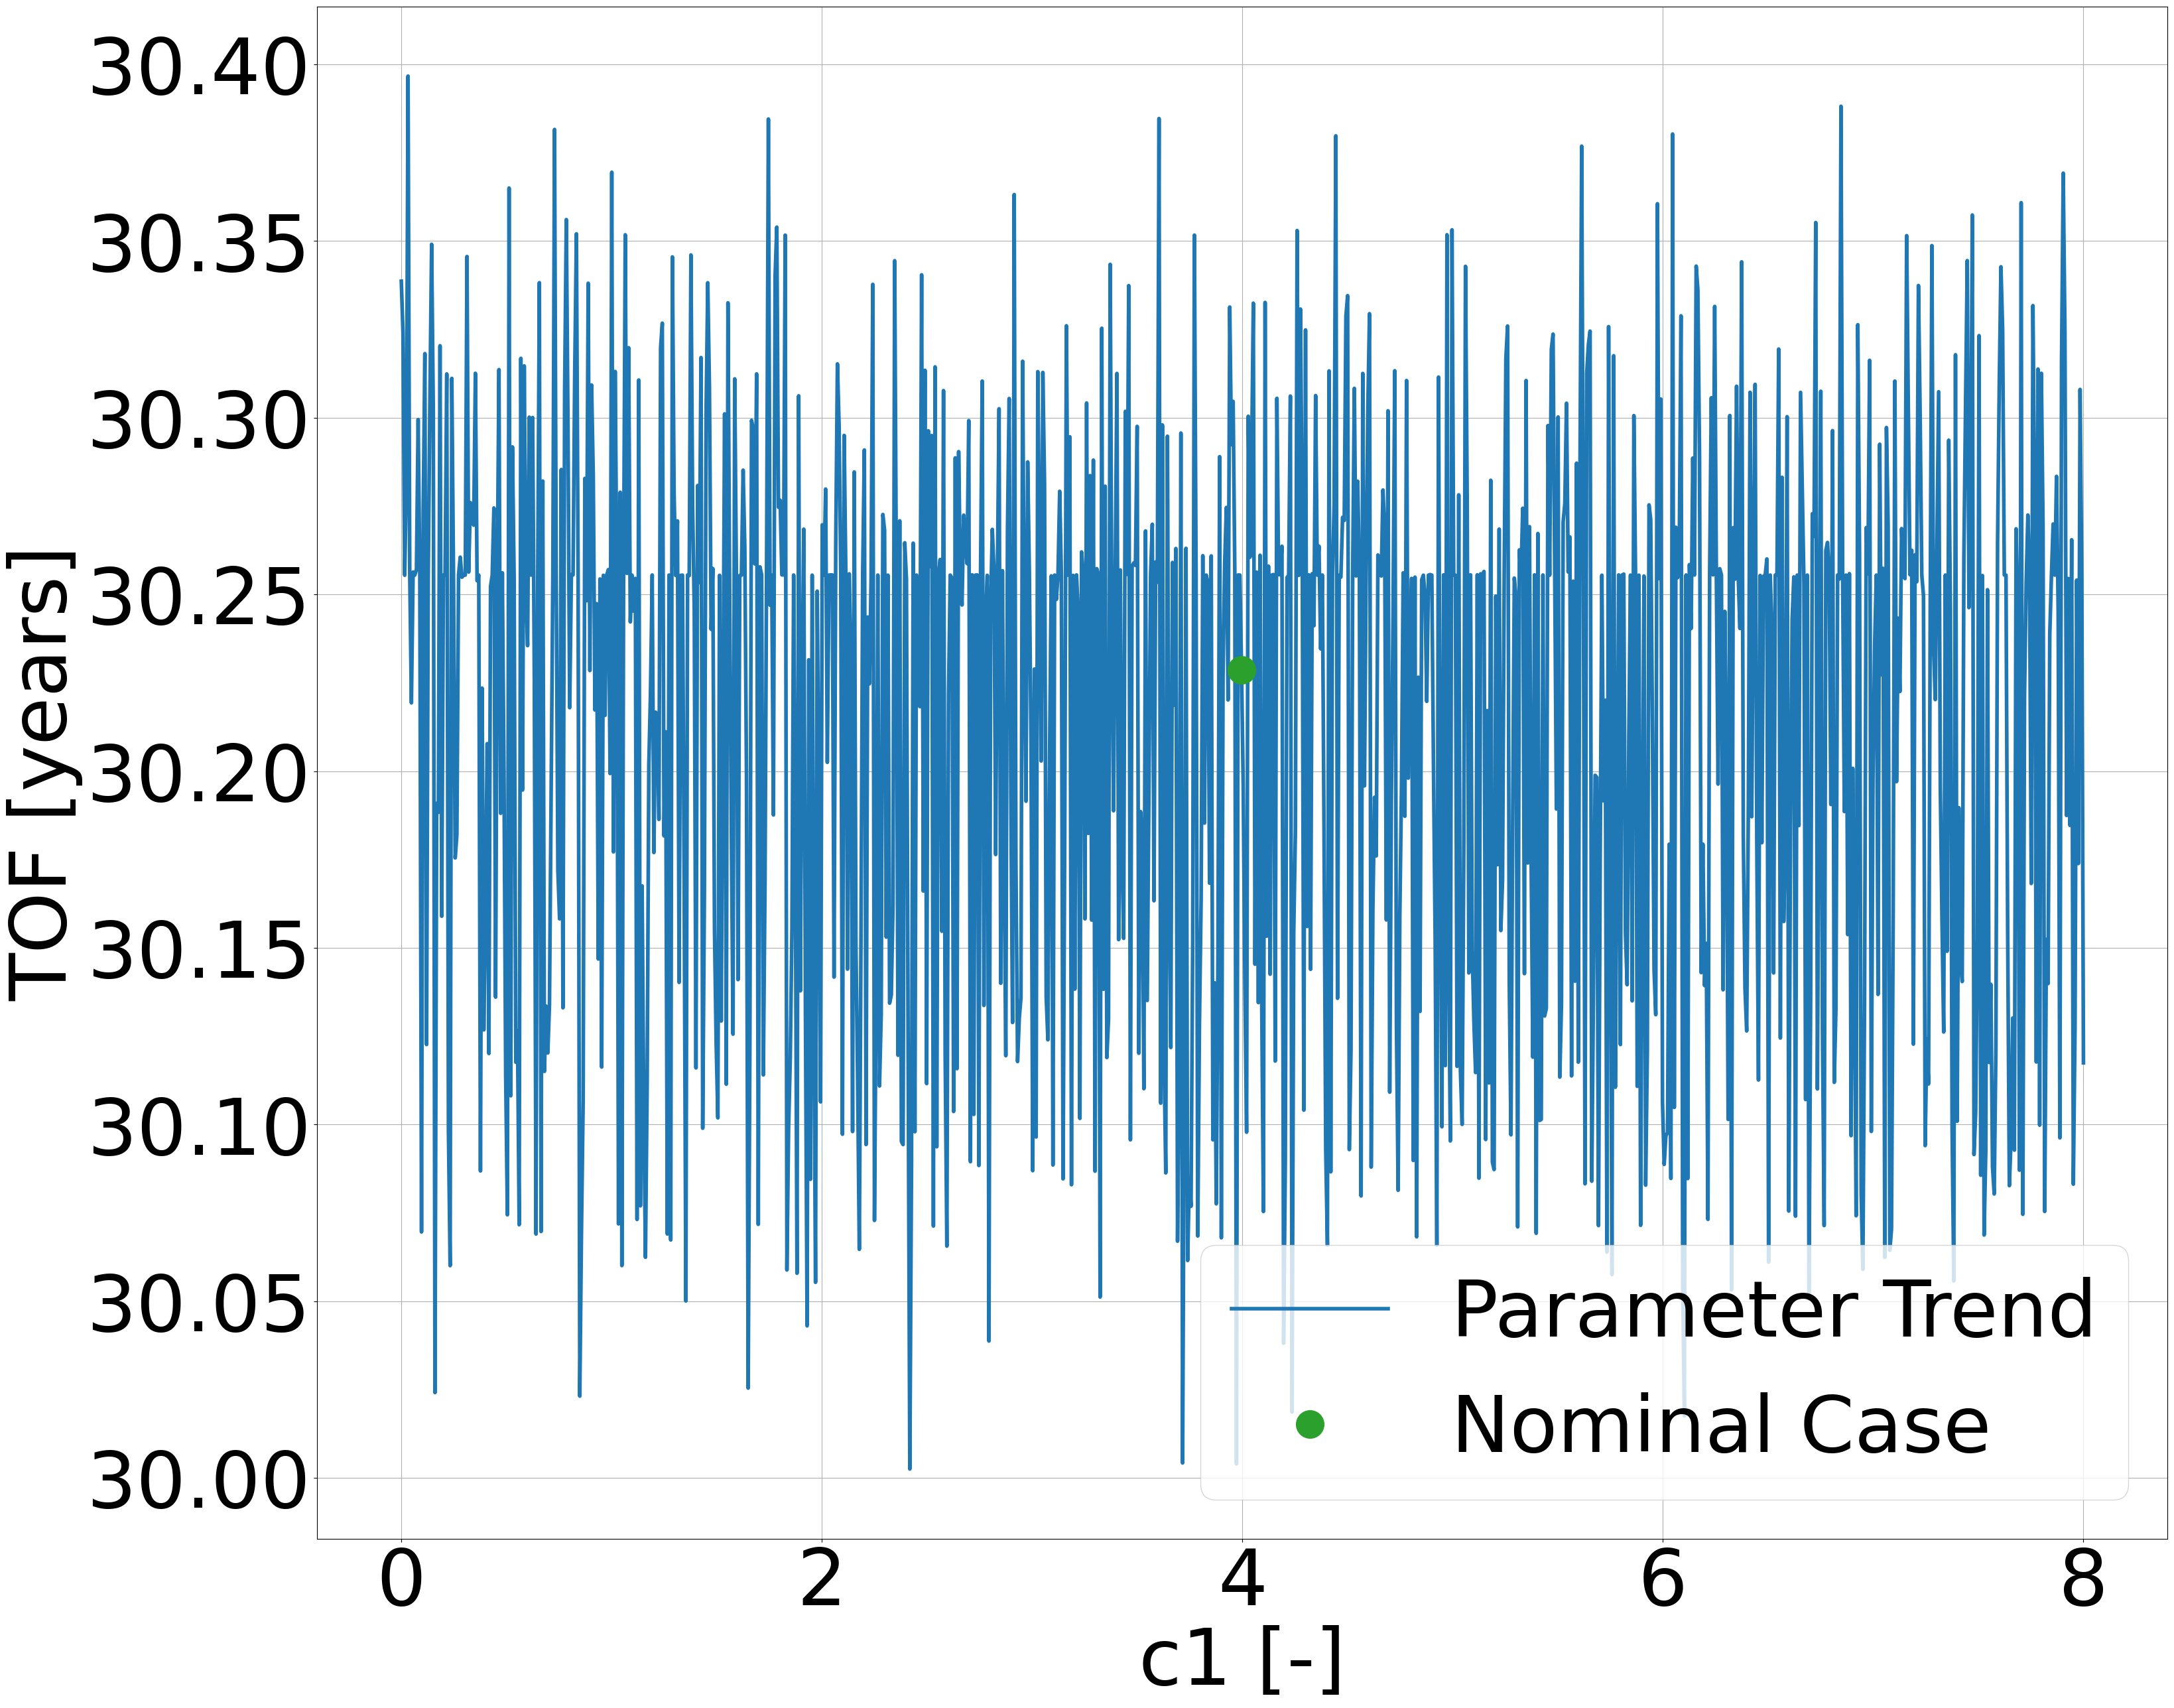 TOF [years]
30.40
30.35
30.30
30.25
30.20
30.15
30.10
30.05
30.00
Parameter Trend
Nominal Case
0 2 4 6 8
c1 [-]